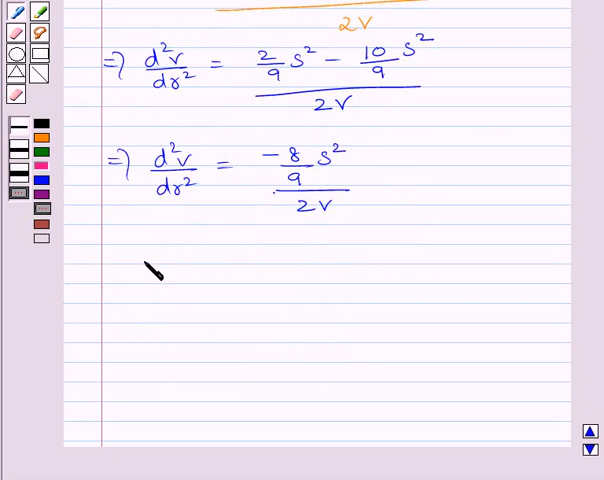 2V
=> d²v/dr² = (2/9 S² - 10/9 S²)/2V
=> d²v/dr² = (-8/9 S²)/2V